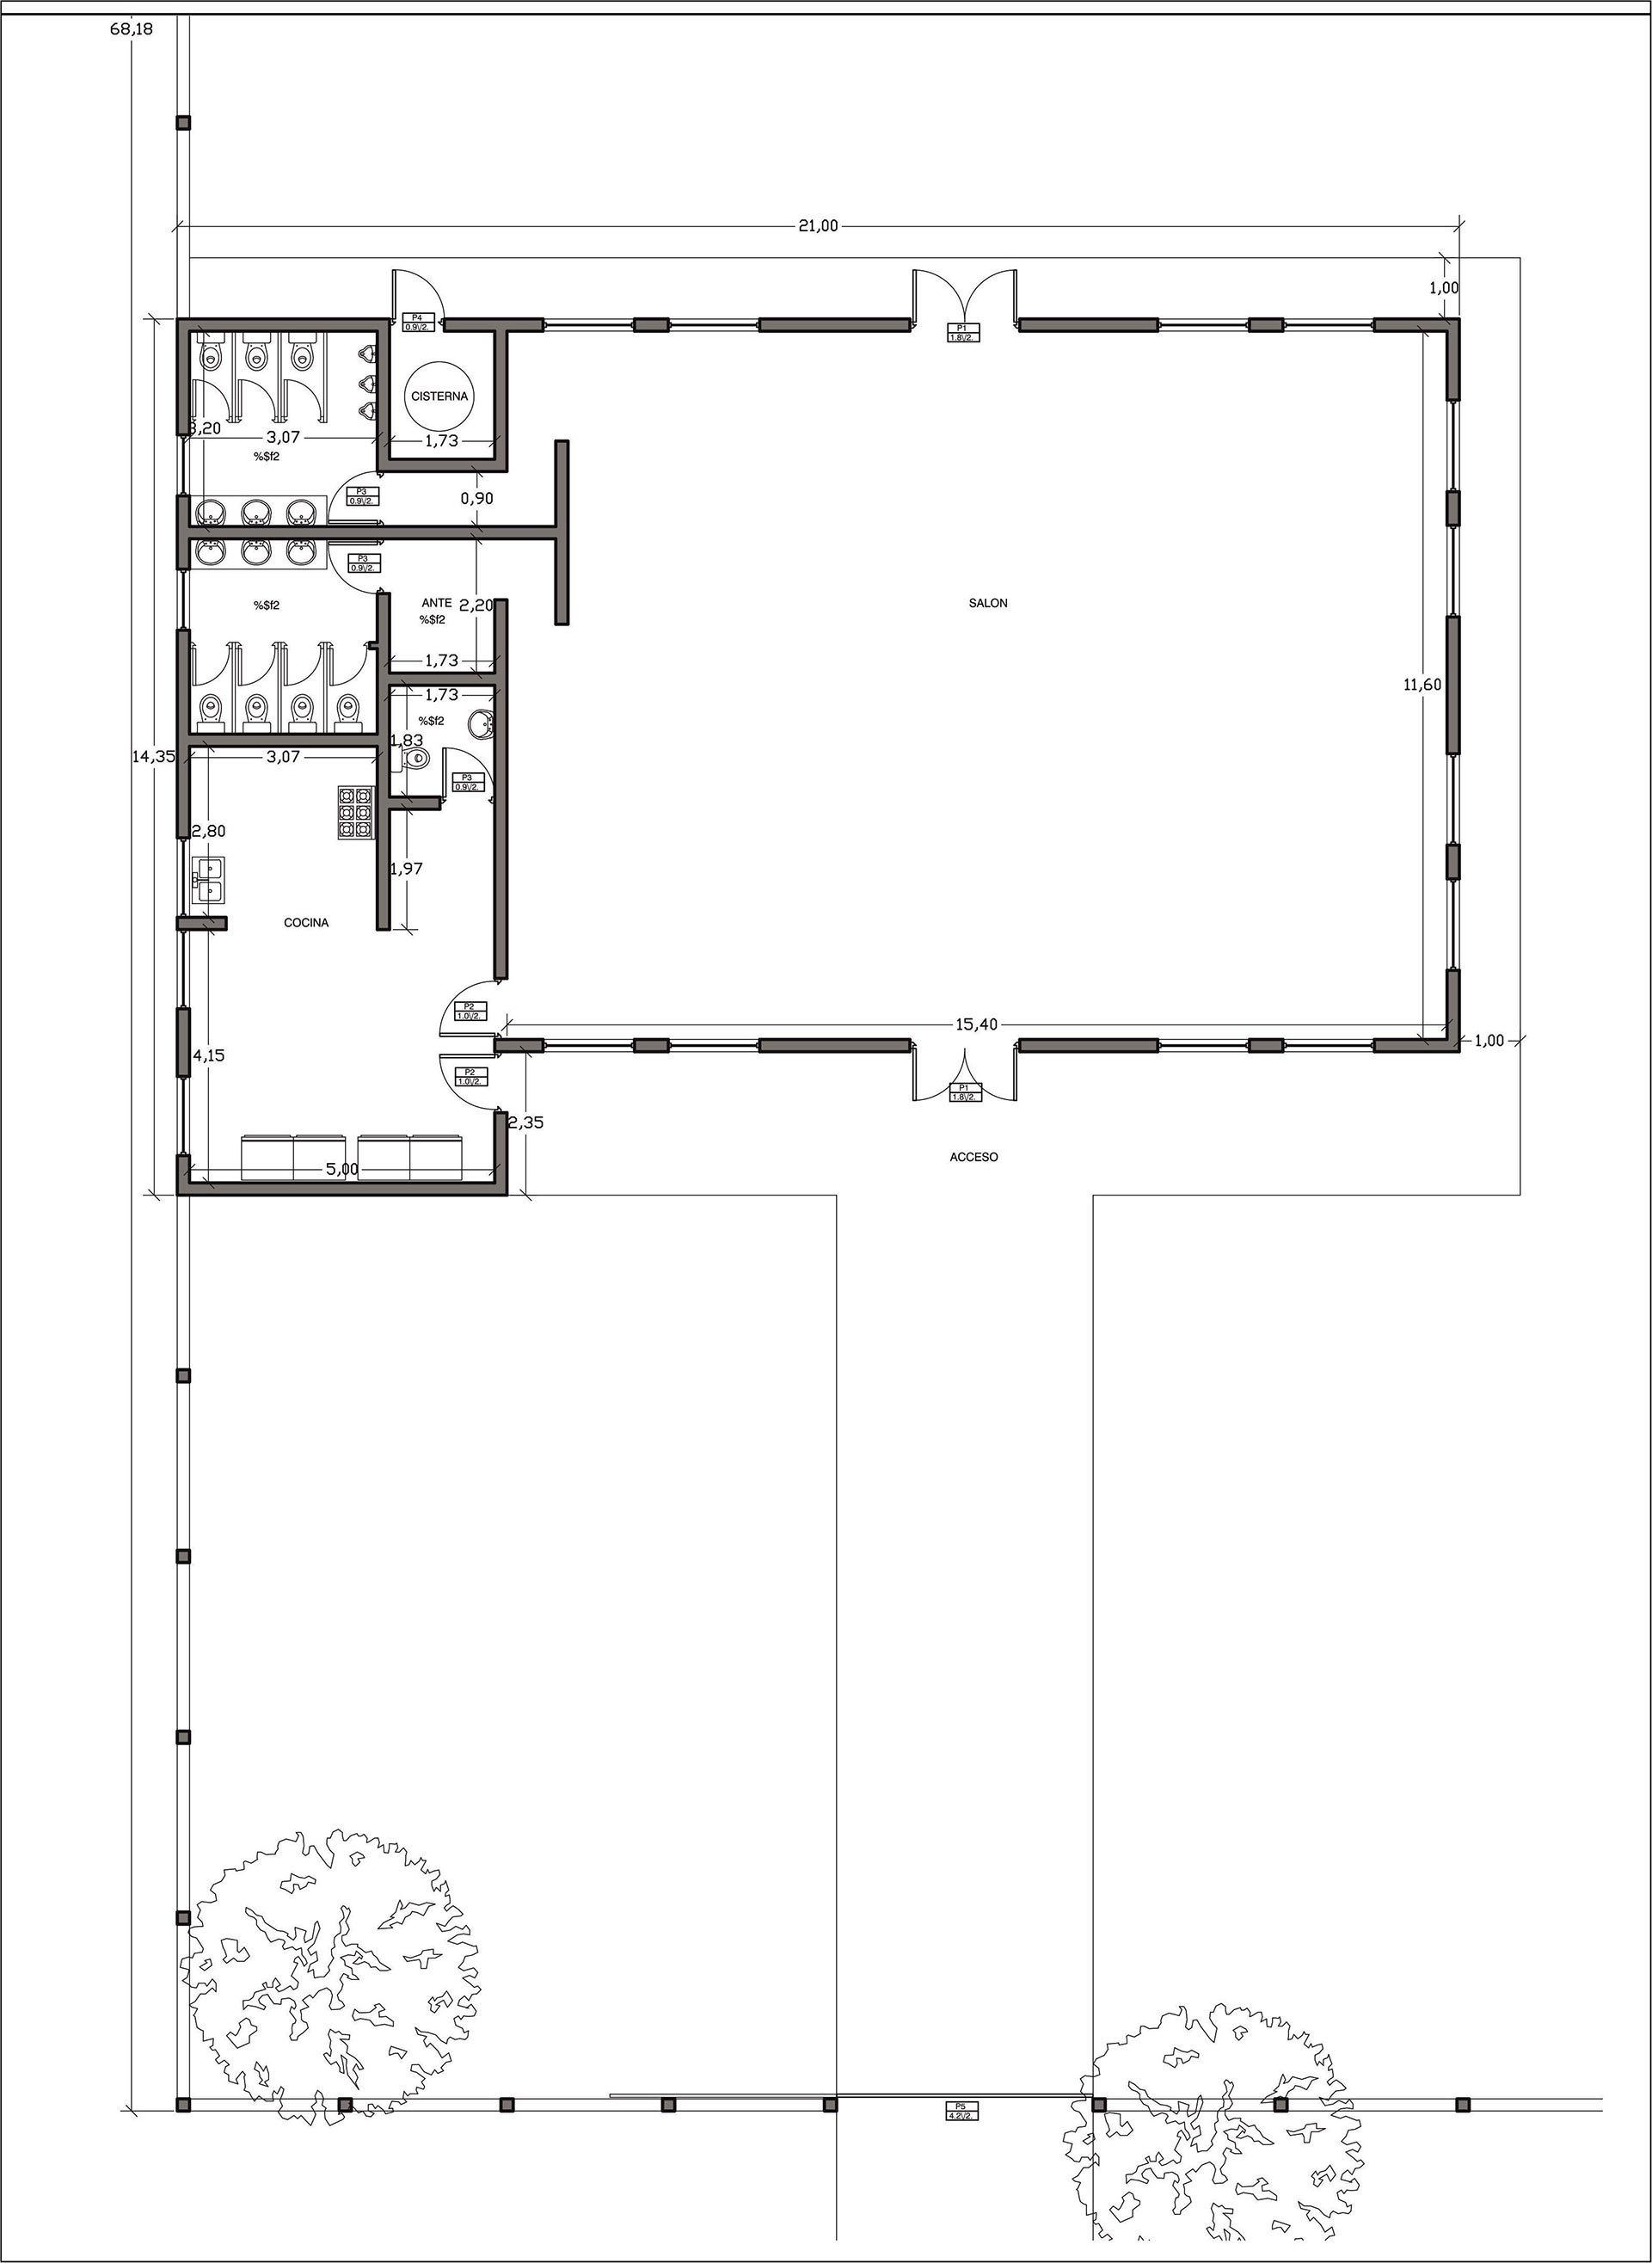 68,18
21,00
1,00
P4
0.9\/2.
P1
1.8\/2.
CISTERNA
3,20
3,07
1,73
%$f2
P3
0.9\/2.
0,90
P3
0.9\/2.
%$f2
ANTE
2,20
%$f2
SALON
1,73
11,60
1,73
%$f2
1,83
14,35
3,07
P3
0.9\/2.
2,80
1,97
COCINA
P2
1.0\/2.
15,40
1,00
4,15
P2
1.0\/2.
P1
1.8\/2.
2,35
ACCESO
5,00
P5
4.2\/2.